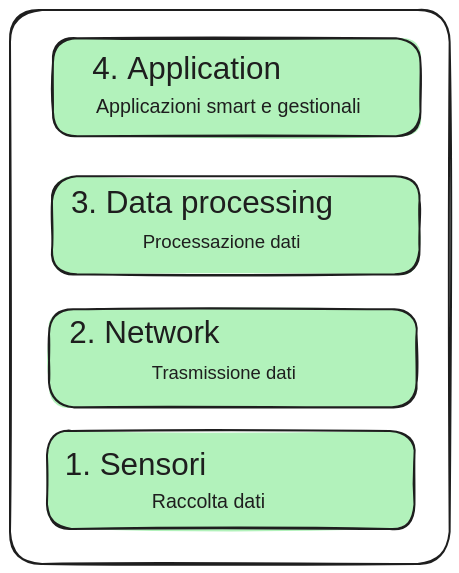 4. Application
Applicazioni smart e gestionali
3. Data processing
Processazione dati
2. Network
Trasmissione dati
1. Sensori
Raccolta dati